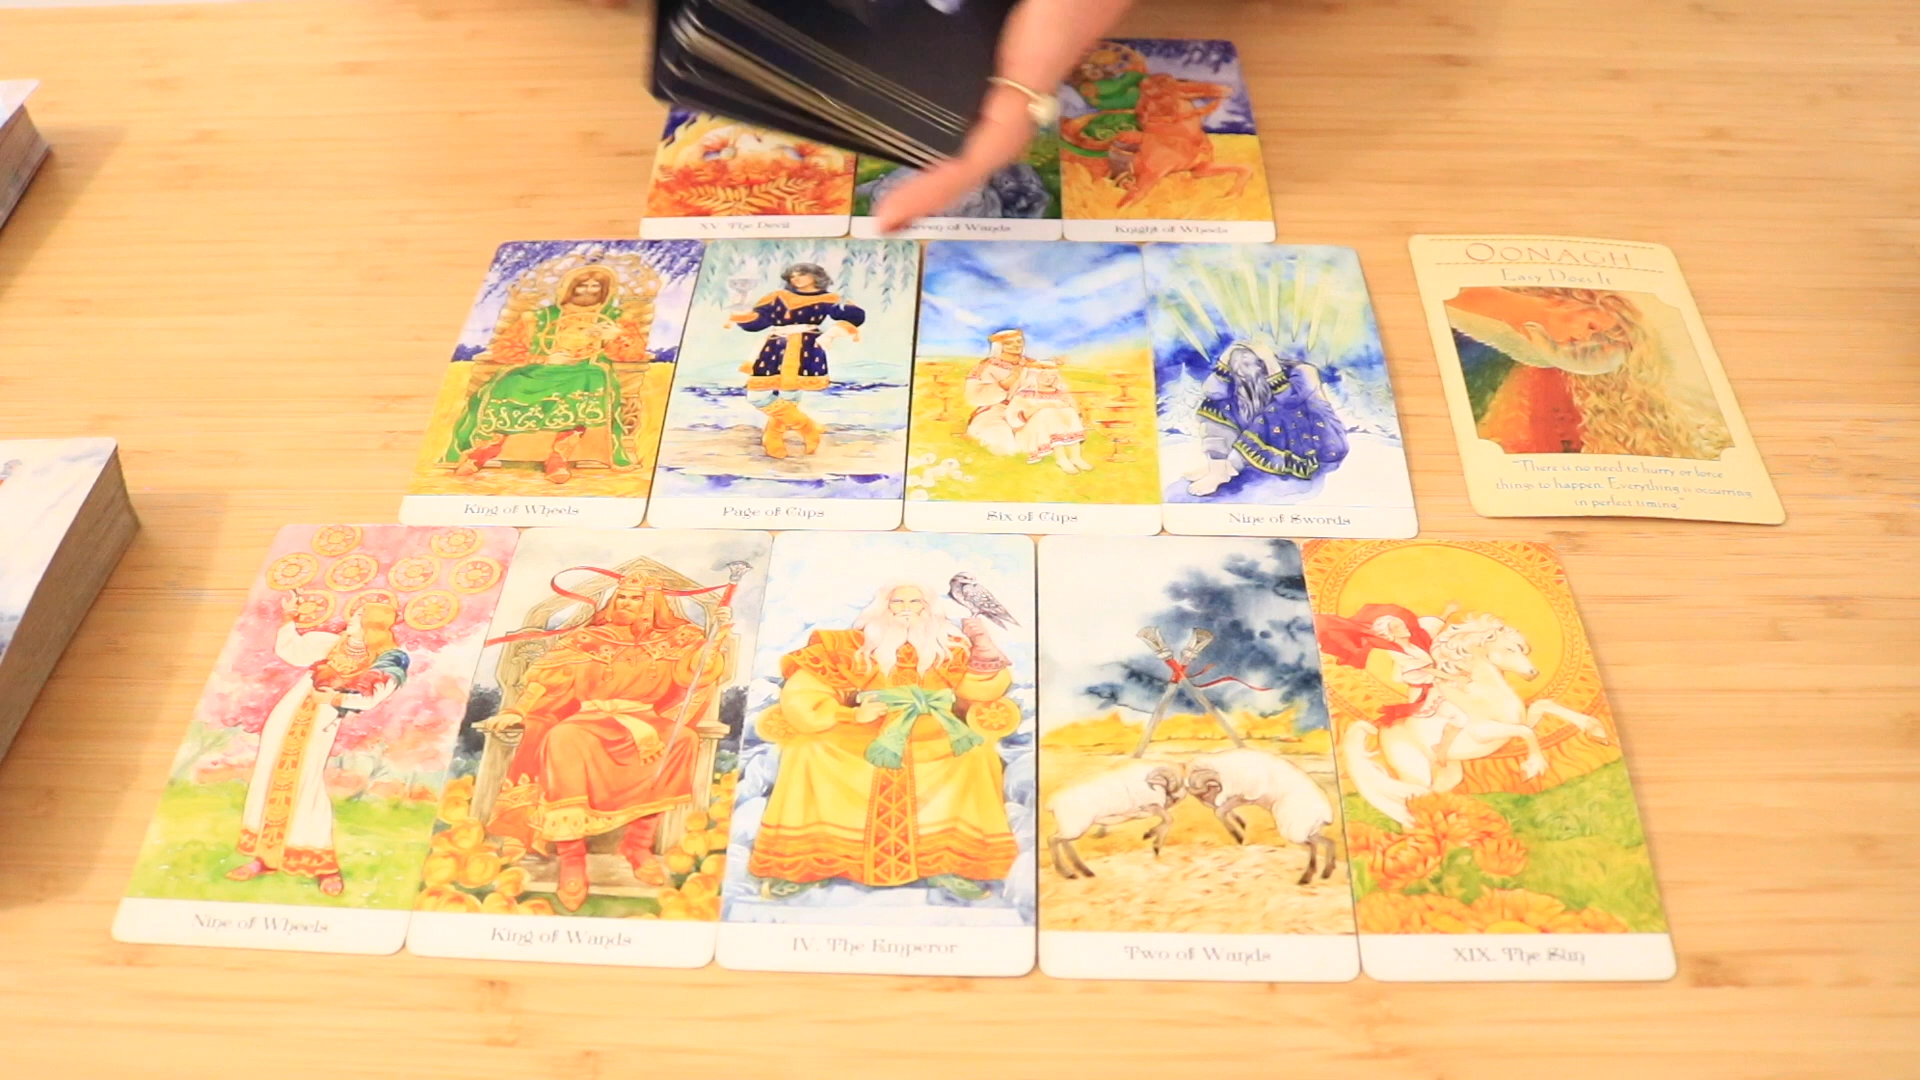 XV. The Devil
of Wands
Knight of Wheels
OONAGH
Easy Does It
"There is no need to hurry or force
things to happen. Everything is occurring
in perfect timing."
King of Wheels
Page of Cups
Six of Cups
Nine of Swords
Nine of Wheels
King of Wands
IV. The Emperor
Two of Wands
XIX. The Sun